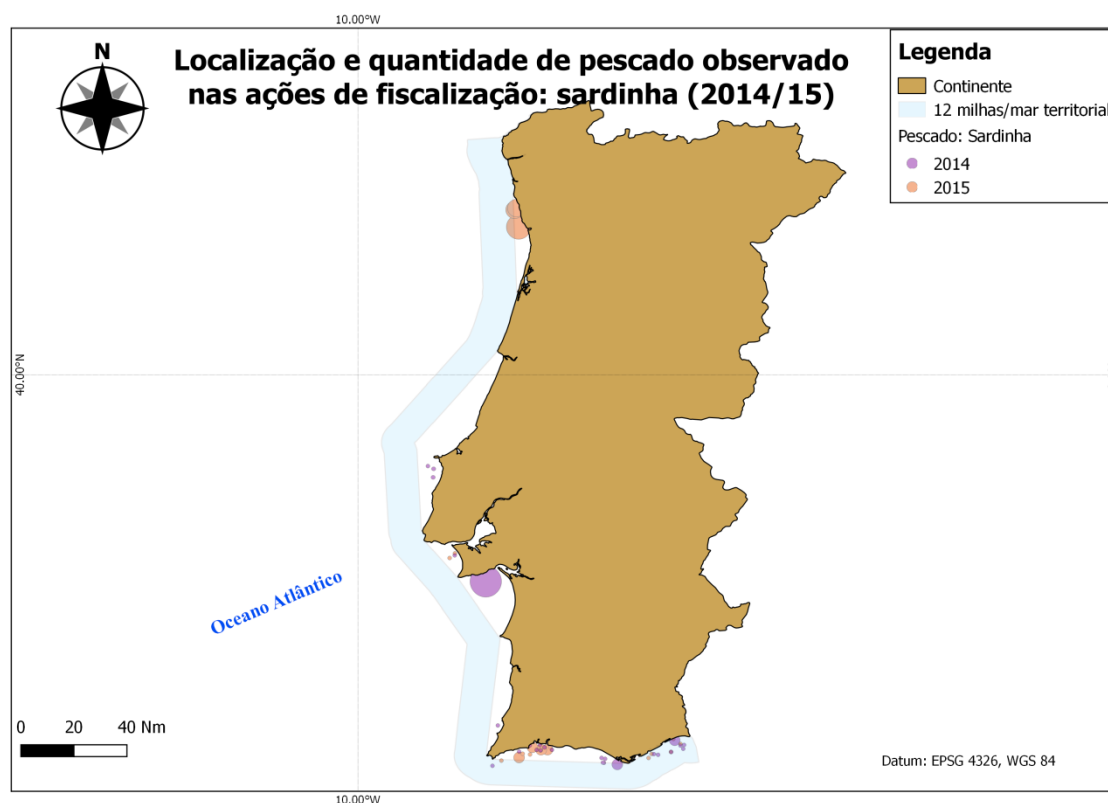 10.00°W
N
Localização e quantidade de pescado observado
nas ações de fiscalização: sardinha (2014/15)
Legenda
Continente
12 milhas/mar territorial
Pescado: Sardinha
2014
2015
40.00°N
Oceano Atlântico
0 20 40 Nm
Datum: EPSG 4326, WGS 84
10.00°W